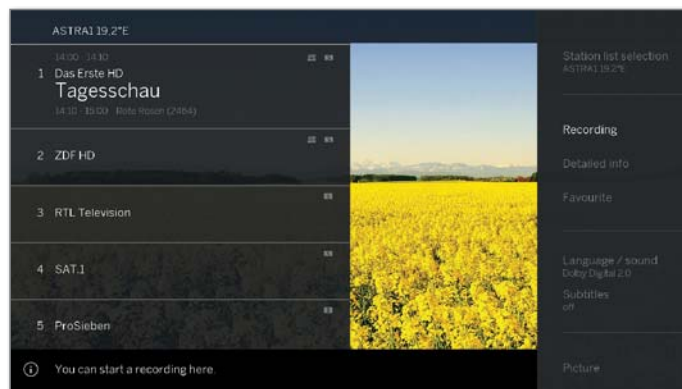 ASTRA1 19,2°E
14:00 - 14:10
1 Das Erste HD
Tagesschau
14:10 - 15:00 Rote Rosen (2464)
2 ZDF HD
3 RTL Television
4 SAT.1
5 ProSieben
You can start a recording here.
Station list selection
ASTRA1 19,2°E
Recording
Detailed info
Favourite
Language / sound
Dolby Digital 2.0
Subtitles
off
Picture